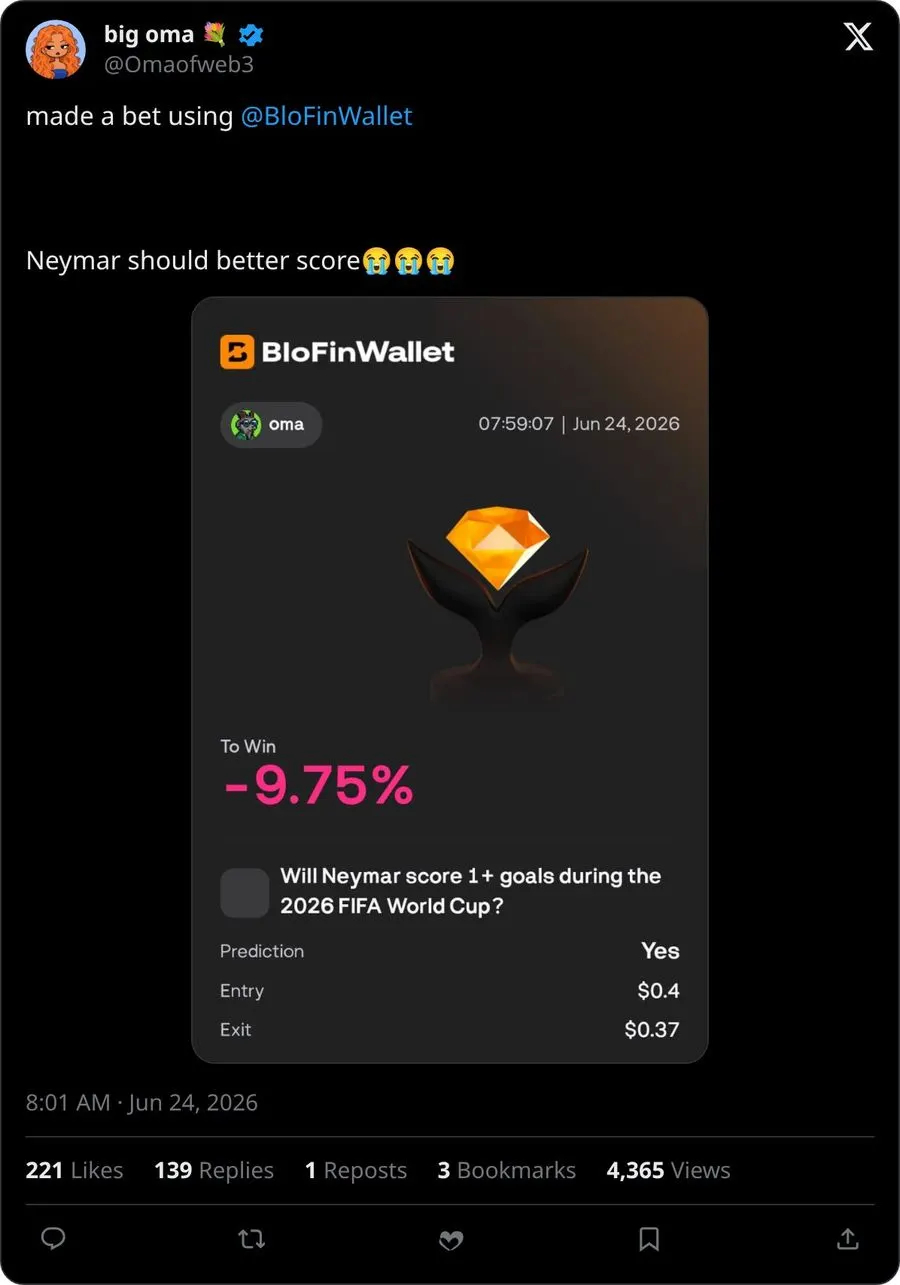 big oma 💐
@Omaofweb3
made a bet using @BloFinWallet
Neymar should better score😭😭😭
BloFinWallet
oma
07:59:07 | Jun 24, 2026
To Win
-9.75%
Will Neymar score 1+ goals during the
2026 FIFA World Cup?
Prediction Yes
Entry $0.4
Exit $0.37
8:01 AM · Jun 24, 2026
221 Likes 139 Replies 1 Reposts 3 Bookmarks 4,365 Views